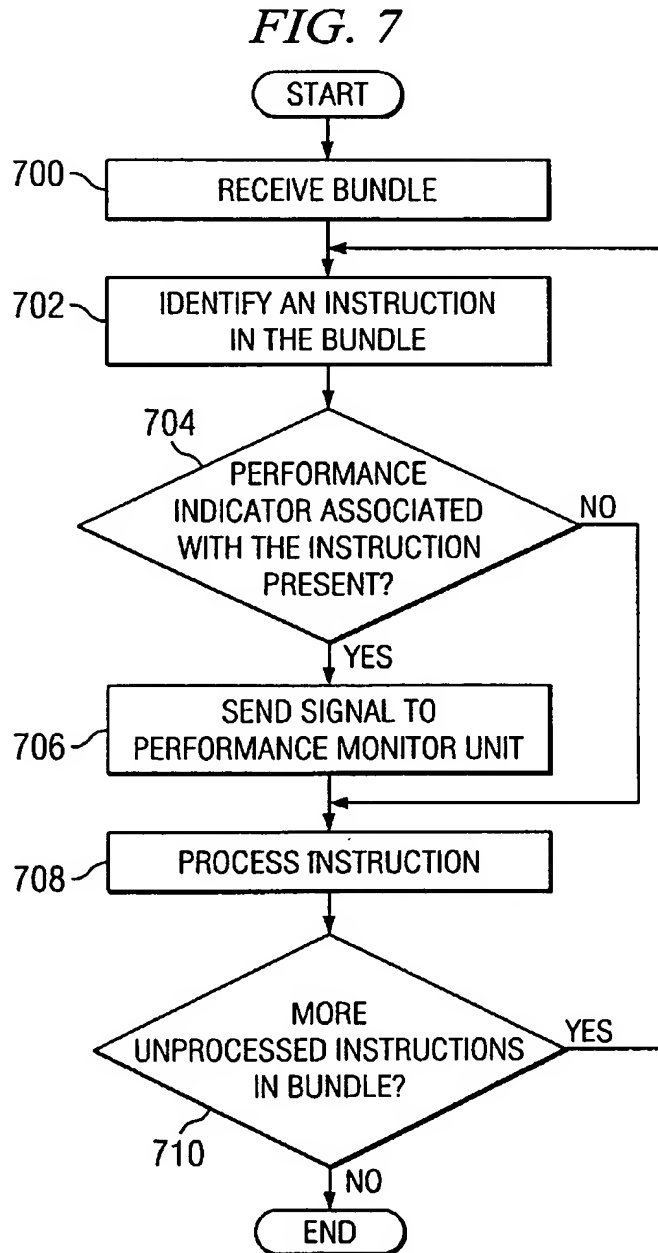 FIG. 7
START
700
RECEIVE BUNDLE
702
IDENTIFY AN INSTRUCTION
IN THE BUNDLE
704
PERFORMANCE
INDICATOR ASSOCIATED
WITH THE INSTRUCTION
PRESENT?
NO
YES
706
SEND SIGNAL TO
PERFORMANCE MONITOR UNIT
708
PROCESS INSTRUCTION
MORE
UNPROCESSED INSTRUCTIONS
IN BUNDLE?
YES
710
NO
END